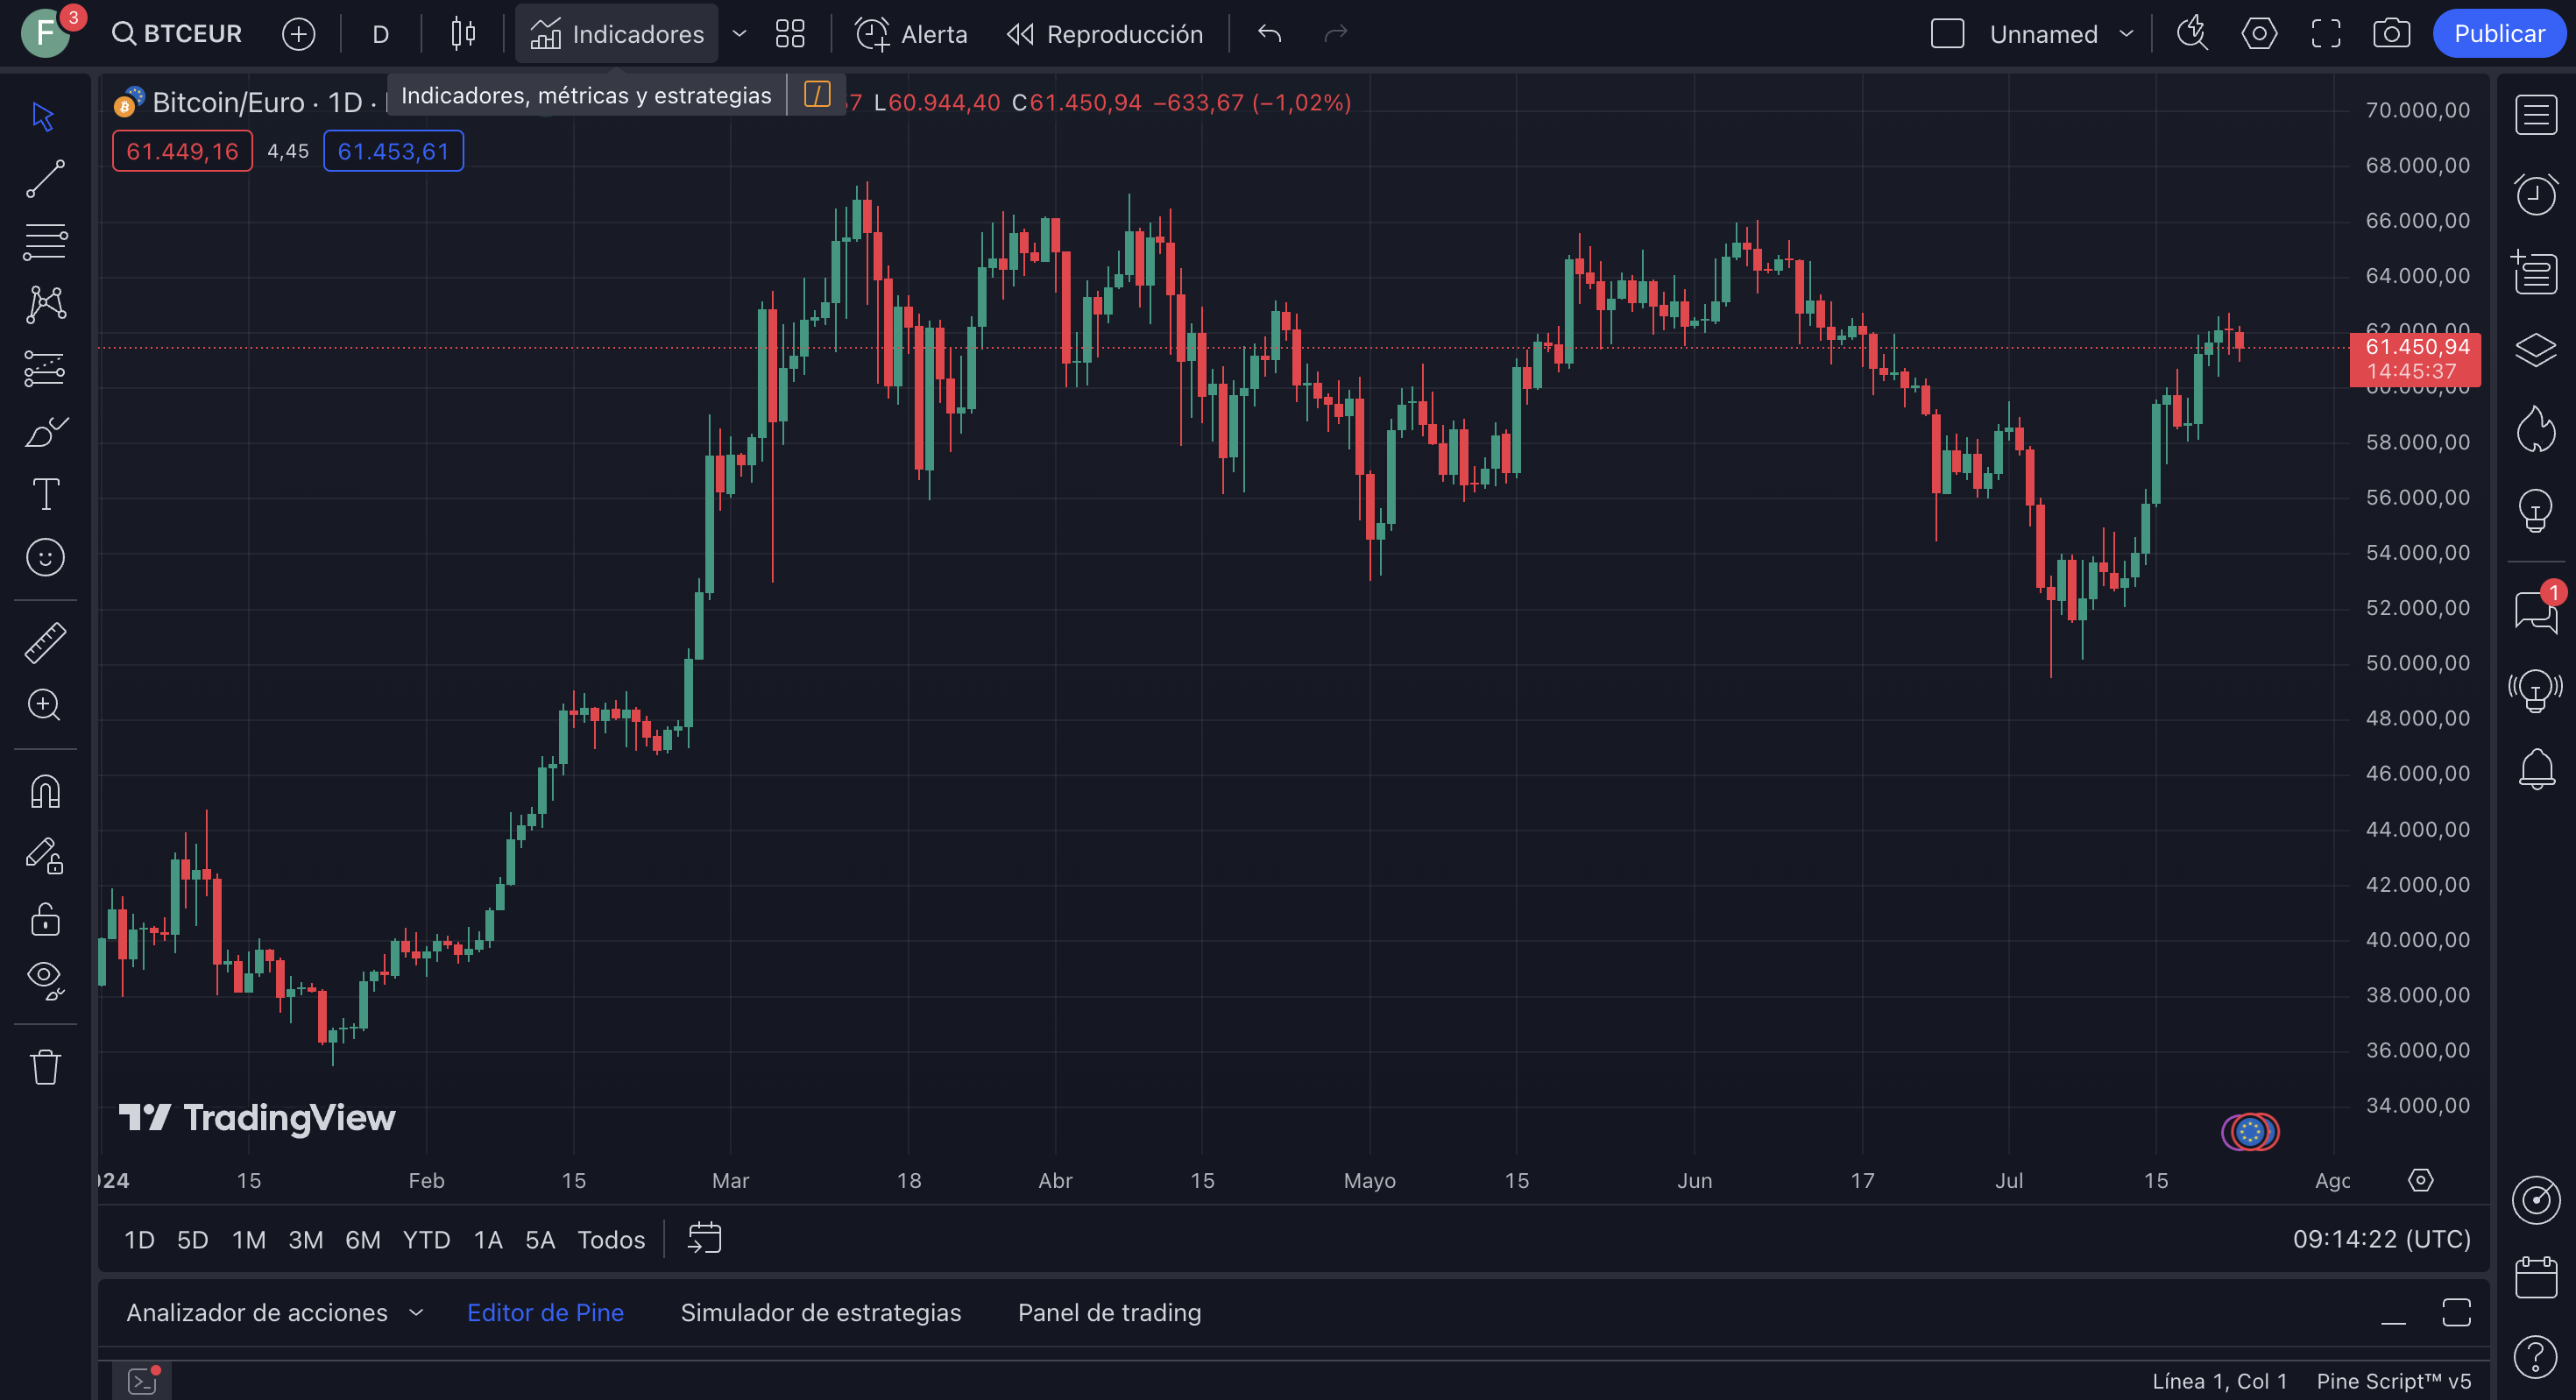 F 3 BTCEUR D Indicadores Alerta Reproducción Unnamed Publicar
Bitcoin/Euro · 1D · L60.944,40 C61.450,94 −633,67 (−1,02%)
Indicadores, métricas y estrategias /
61.449,16 4,45 61.453,61
70.000,00
68.000,00
66.000,00
64.000,00
62.000,00
61.450,94
14:45:37
60.000,00
58.000,00
56.000,00
54.000,00
52.000,00
50.000,00
48.000,00
46.000,00
44.000,00
42.000,00
40.000,00
38.000,00
36.000,00
34.000,00
1
TradingView
024 15 Feb 15 Mar 18 Abr 15 Mayo 15 Jun 17 Jul 15 Ago
1D 5D 1M 3M 6M YTD 1A 5A Todos 09:14:22 (UTC)
Analizador de acciones Editor de Pine Simulador de estrategias Panel de trading
Línea 1, Col 1 Pine Script™ v5